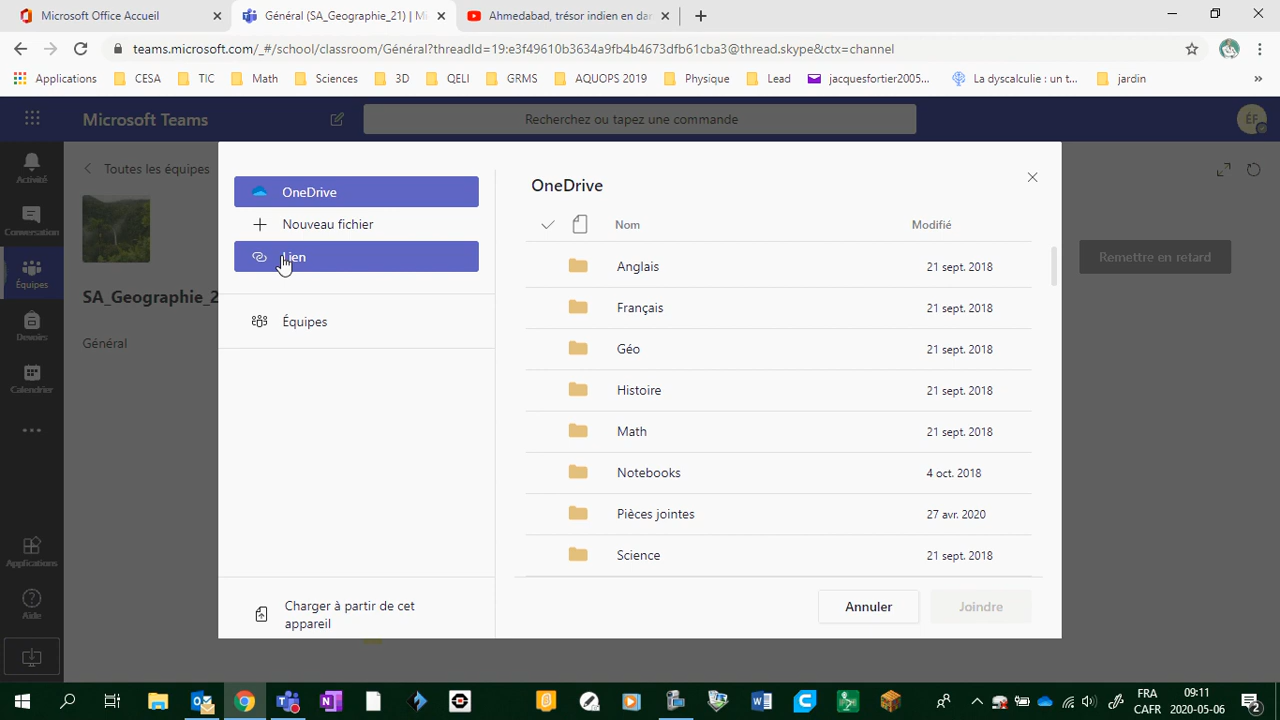 Microsoft Office Accueil
Général (SA_Geographie_21) | Mi
Ahmedabad, trésor indien en dan
teams.microsoft.com/_#/school/classroom/Général?threadId=19:e3f49610b3634a9fb4b4673dfb61cba3@thread.skype&ctx=channel
Applications
CESA
TIC
Math
Sciences
3D
QELI
GRMS
AQUOPS 2019
Physique
Lead
jacquesfortier2005...
La dyscalculie : un t...
jardin
»
Microsoft Teams
Recherchez ou tapez une commande
ÉF
Activité
Conversation
Équipes
Devoirs
Calendrier
Applications
Aide
Toutes les équipes
SA_Geographie_2
Général
Remettre en retard
OneDrive
Nouveau fichier
Lien
Équipes
Charger à partir de cet
appareil
OneDrive
Nom Modifié
Anglais 21 sept. 2018
Français 21 sept. 2018
Géo 21 sept. 2018
Histoire 21 sept. 2018
Math 21 sept. 2018
Notebooks 4 oct. 2018
Pièces jointes 27 avr. 2020
Science 21 sept. 2018
Annuler
Joindre
FRA
CAFR
09:11
2020-05-06
2